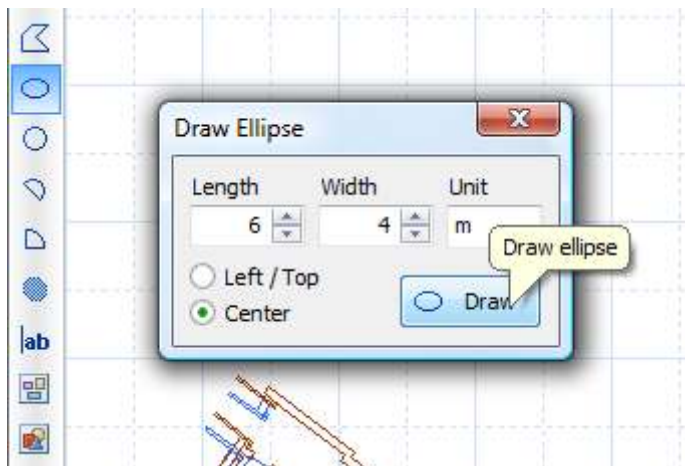 Draw Ellipse
Length Width Unit
6 4 m
Draw ellipse
Left / Top
Draw
Center
ab